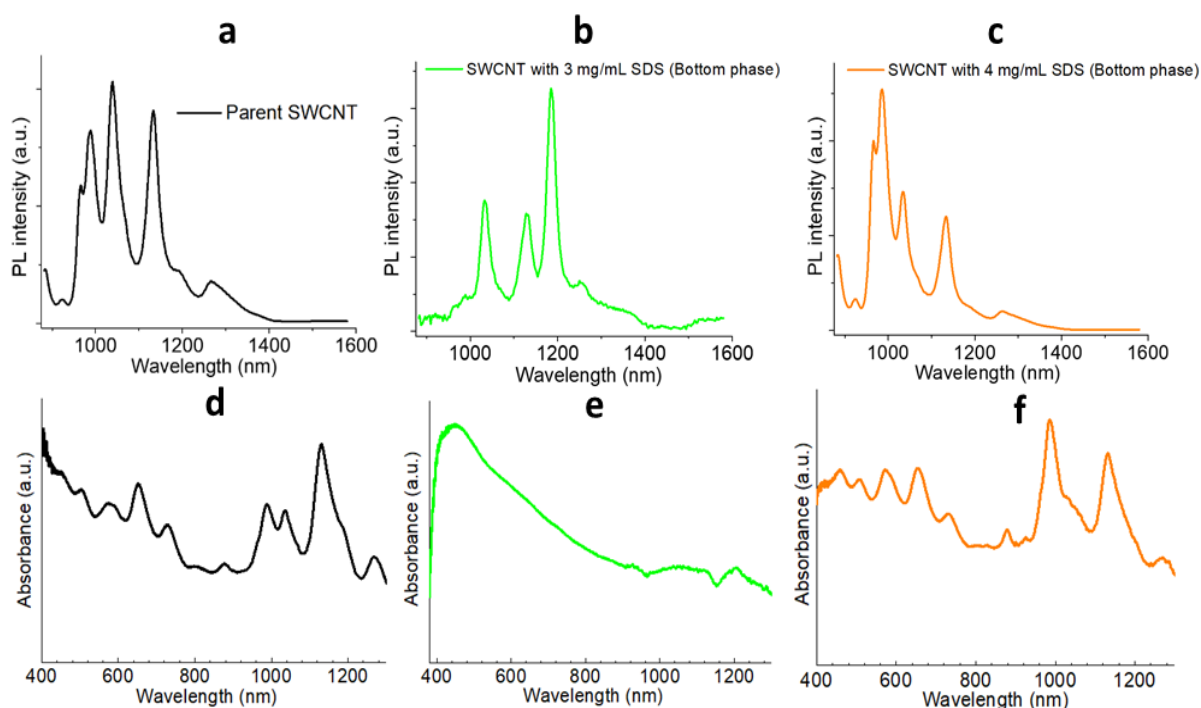 a
b
c
Parent SWCNT
SWCNT with 3 mg/mL SDS (Bottom phase)
SWCNT with 4 mg/mL SDS (Bottom phase)
PL intensity (a.u.)
PL intensity (a.u.)
PL intensity (a.u.)
1000 1200 1400 1600
1000 1200 1400 1600
1000 1200 1400 1600
Wavelength (nm)
Wavelength (nm)
Wavelength (nm)
d
e
f
Absorbance (a.u.)
Absorbance (a.u.)
Absorbance (a.u.)
400 600 800 1000 1200
400 600 800 1000 1200
400 600 800 1000 1200
Wavelength (nm)
Wavelength (nm)
Wavelength (nm)